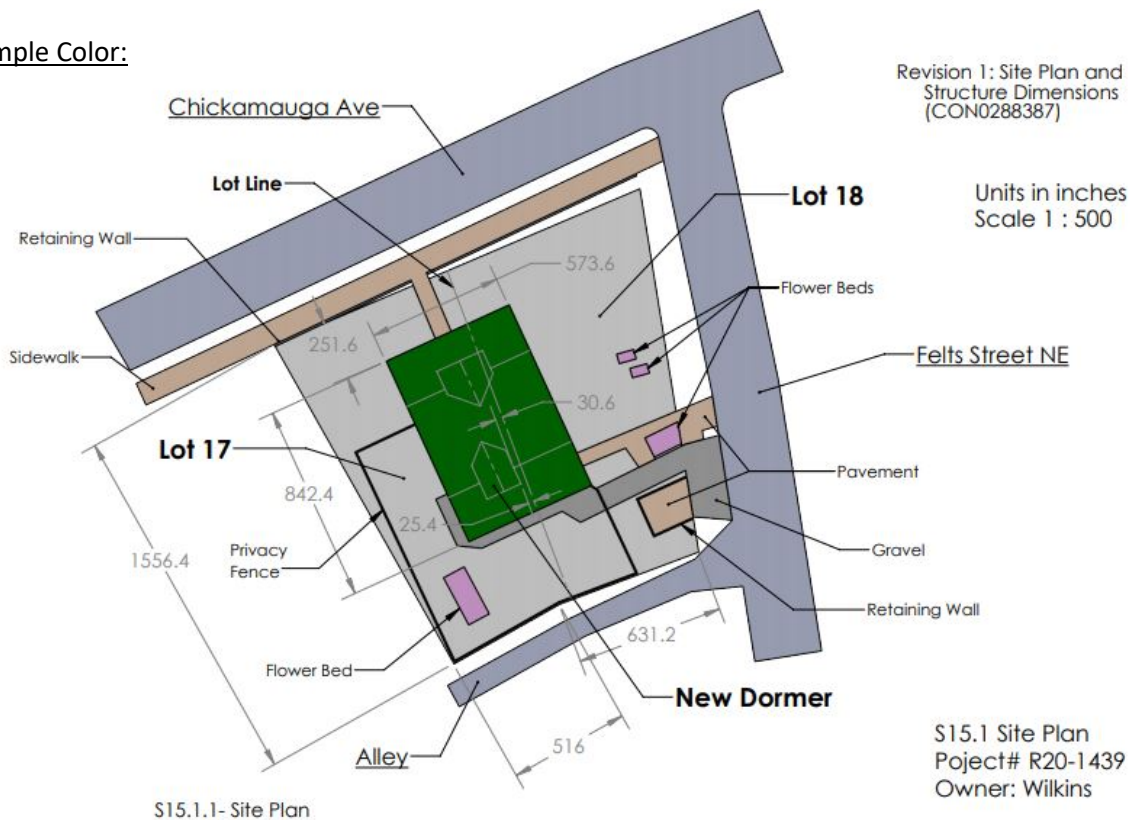 mple Color:
Revision 1: Site Plan and
Structure Dimensions
(CON0288387)
Chickamauga Ave
Lot Line
Lot 18
Units in inches
Scale 1 : 500
Retaining Wall
573.6
Flower Beds
251.6
Sidewalk
Felts Street NE
30.6
Lot 17
Pavement
842.4
25.4
1556.4
Privacy
Fence
Gravel
Retaining Wall
631.2
Flower Bed
New Dormer
516
Alley
S15.1 Site Plan
Poject# R20-1439
Owner: Wilkins
S15.1.1- Site Plan